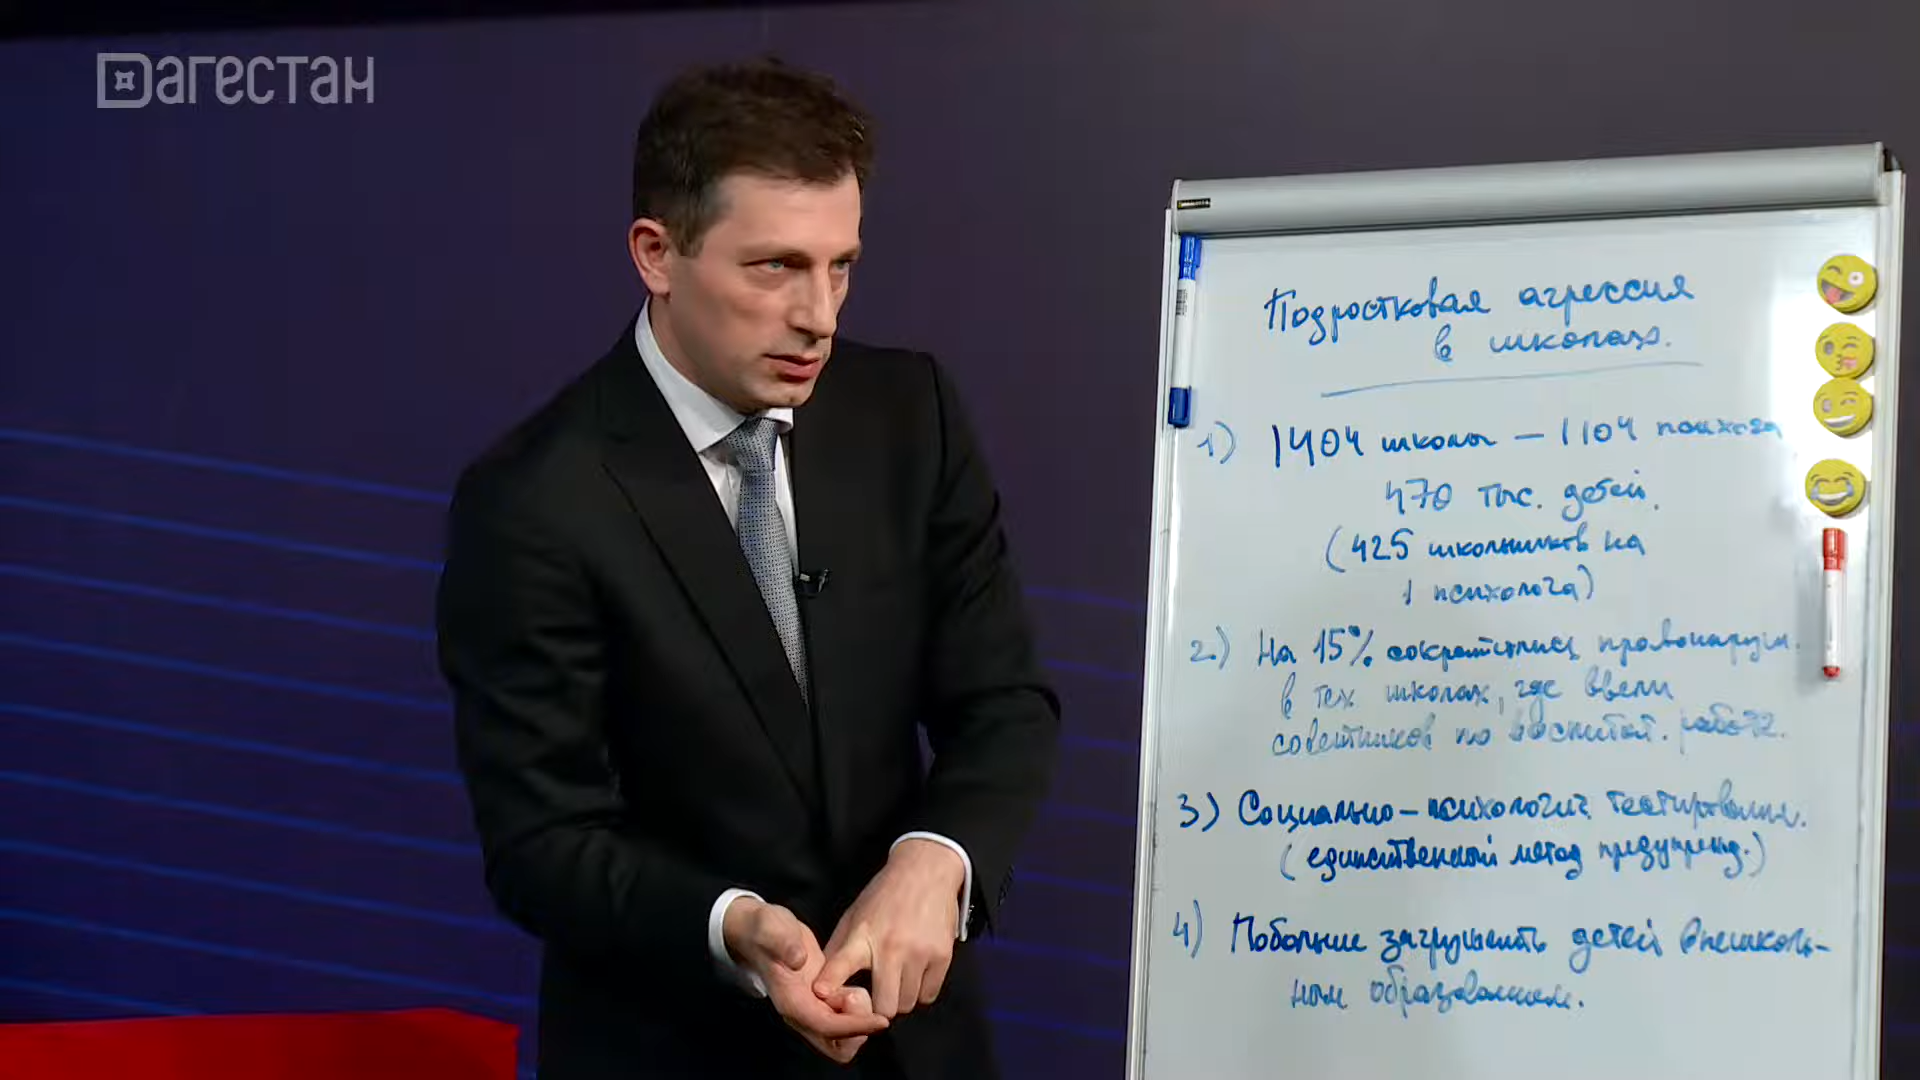 Дагестан
Подростковая агрессия
в школах.
1) 1404 школы – 1104 психога
470 тыс. детей.
(425 школьников на
1 психолога)
2.) На 15% сократились правонаруш.
в тех школах, где ввели
советников по воспитат. работе.
3) Социально–психологич. тестирование.
(единственный метод предупрежд.)
4) Побольше загружать детей внешколь-
ным образованием.